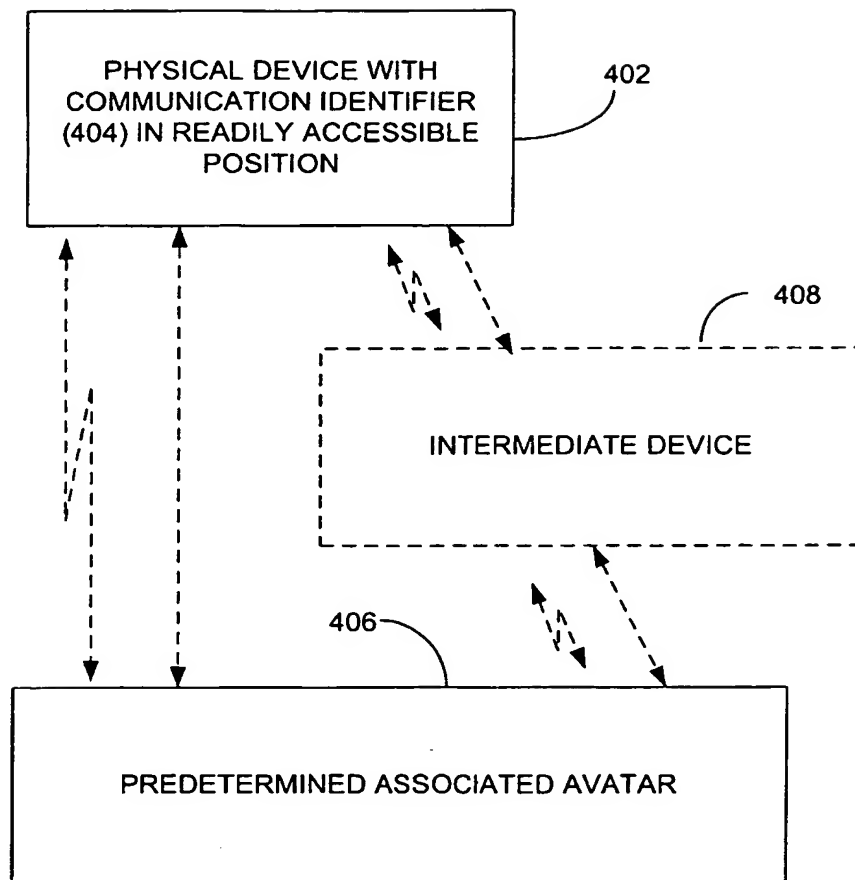 PHYSICAL DEVICE WITH
COMMUNICATION IDENTIFIER
(404) IN READILY ACCESSIBLE
POSITION
402
408
INTERMEDIATE DEVICE
406
PREDETERMINED ASSOCIATED AVATAR